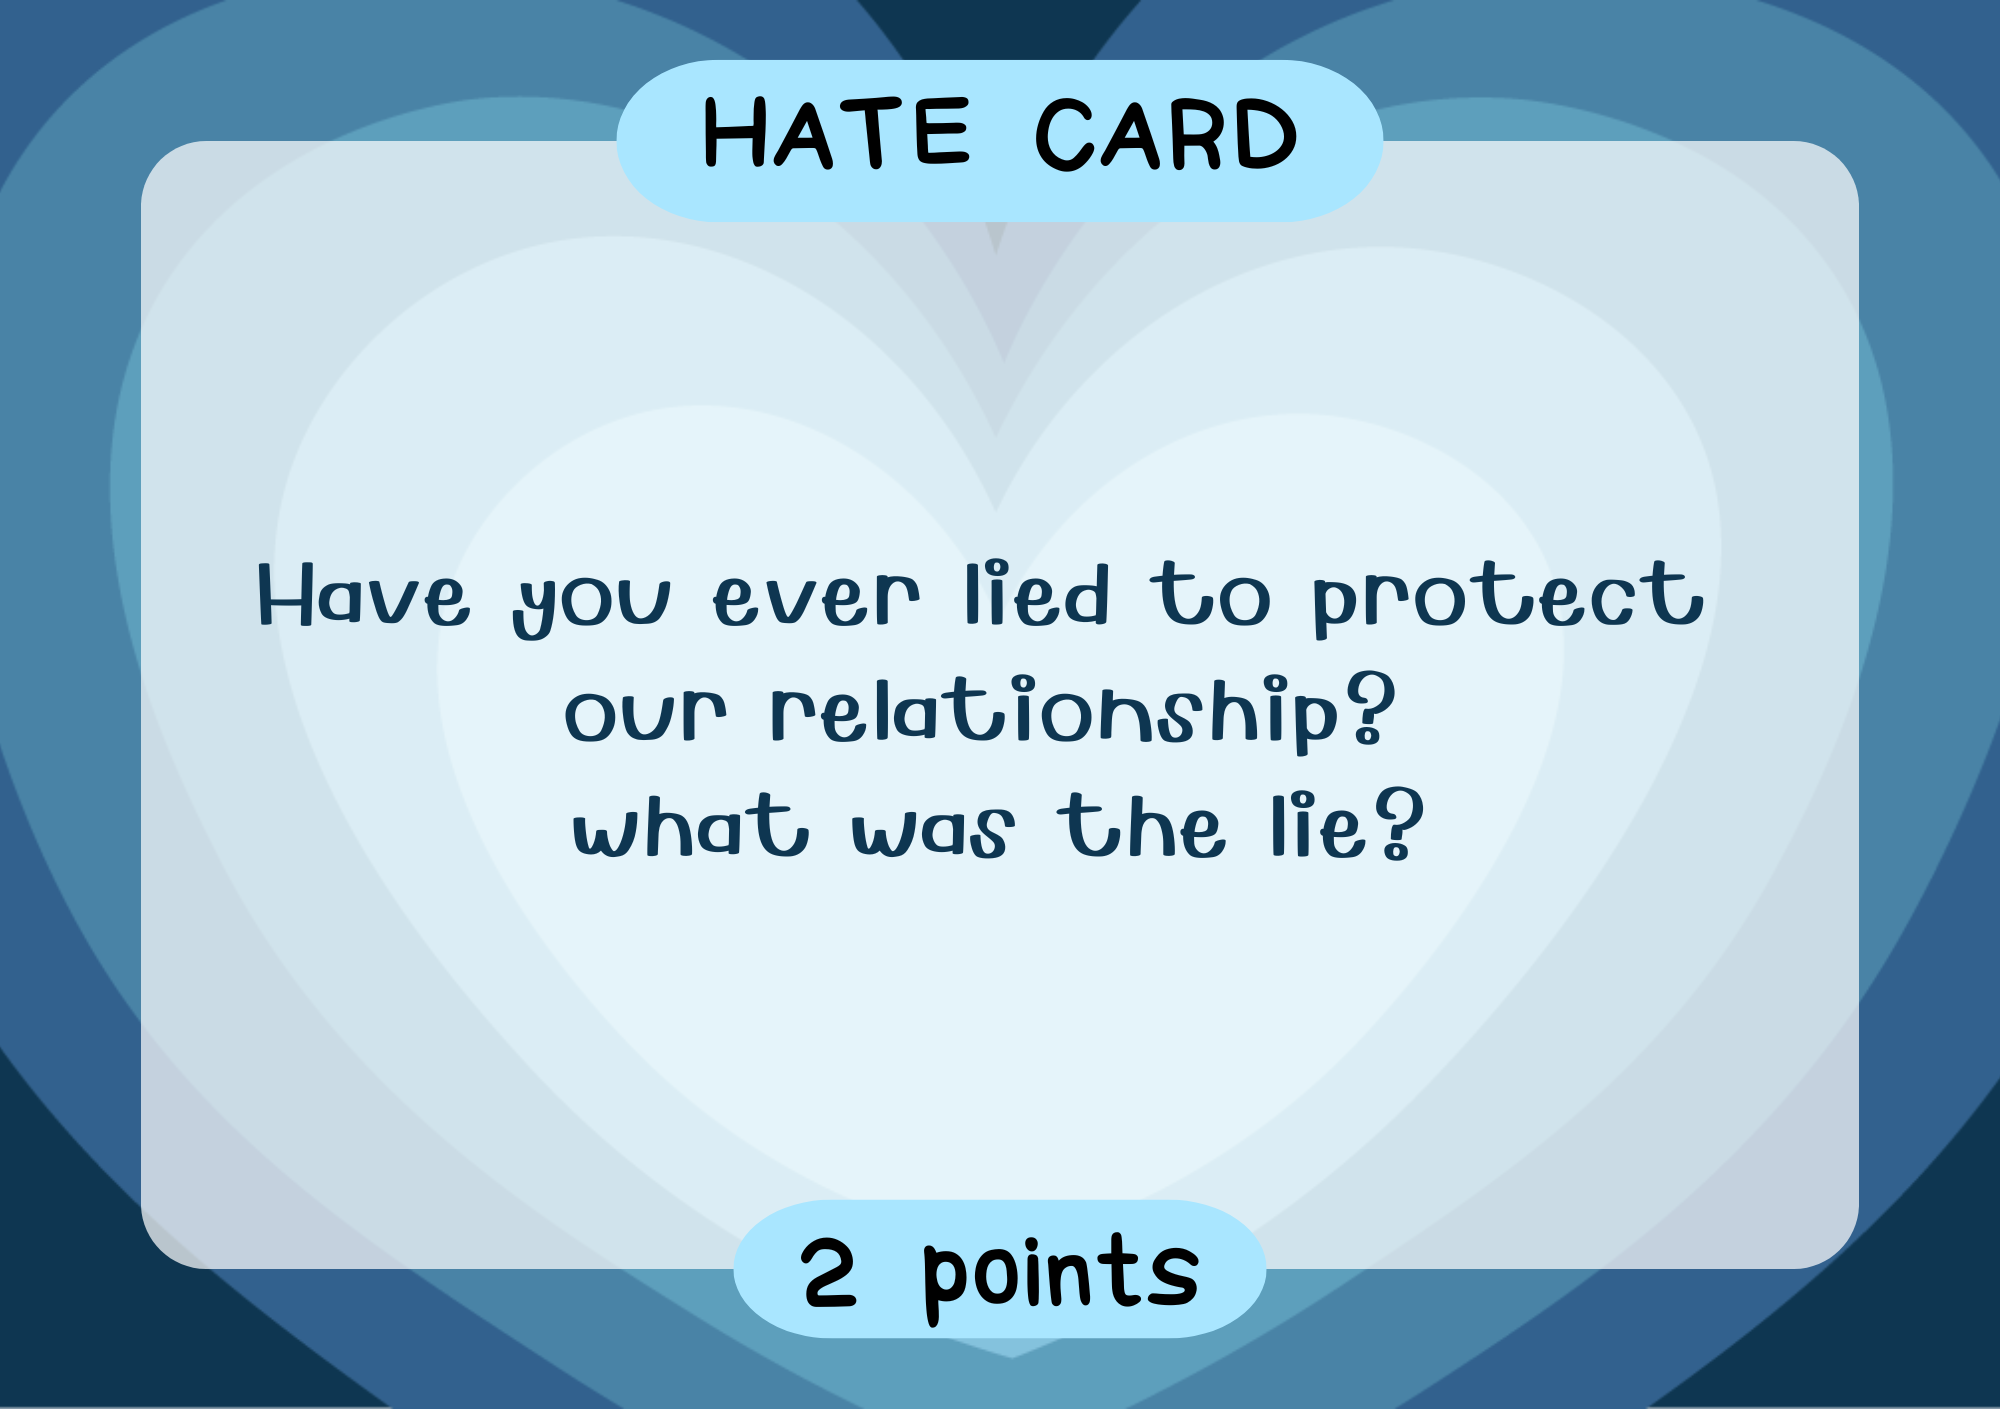 HATE CARD
Have you ever lied to protect
our relationship?
what was the lie?
2 points